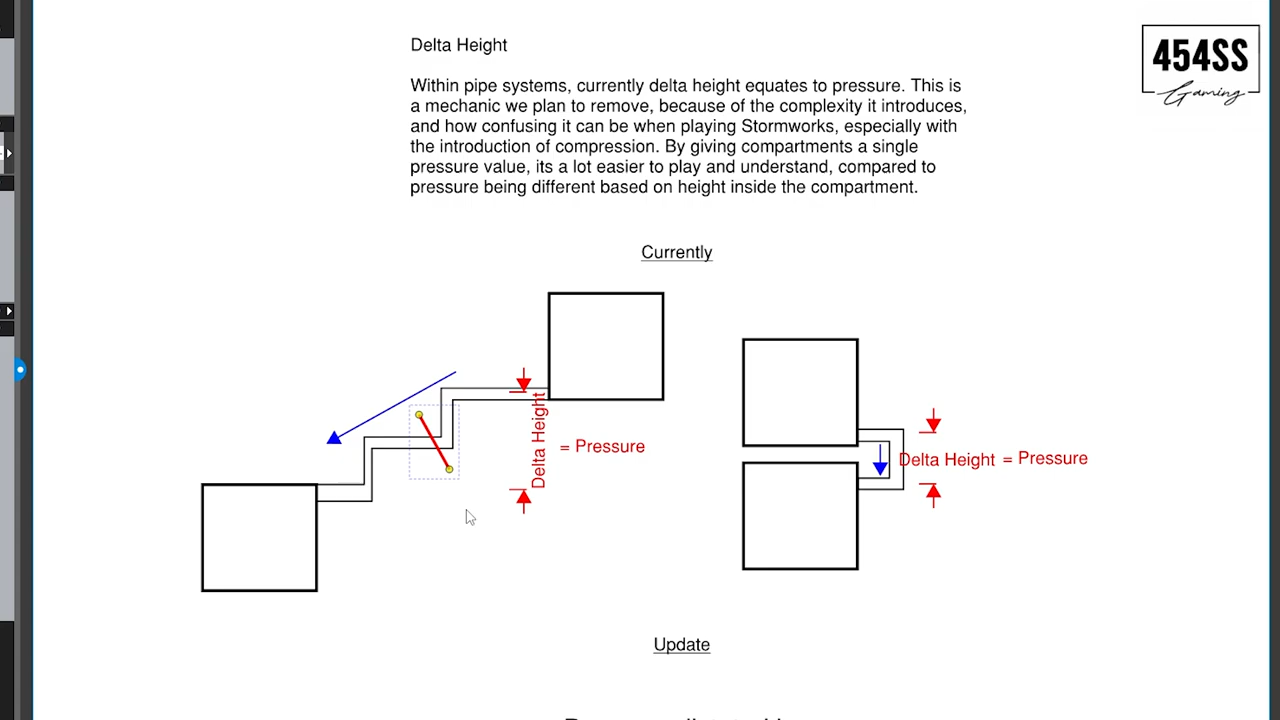 454SS
Gaming
Delta Height
Within pipe systems, currently delta height equates to pressure. This is
a mechanic we plan to remove, because of the complexity it introduces,
and how confusing it can be when playing Stormworks, especially with
the introduction of compression. By giving compartments a single
pressure value, its a lot easier to play and understand, compared to
pressure being different based on height inside the compartment.
Currently
Delta Height
= Pressure
Delta Height = Pressure
Update